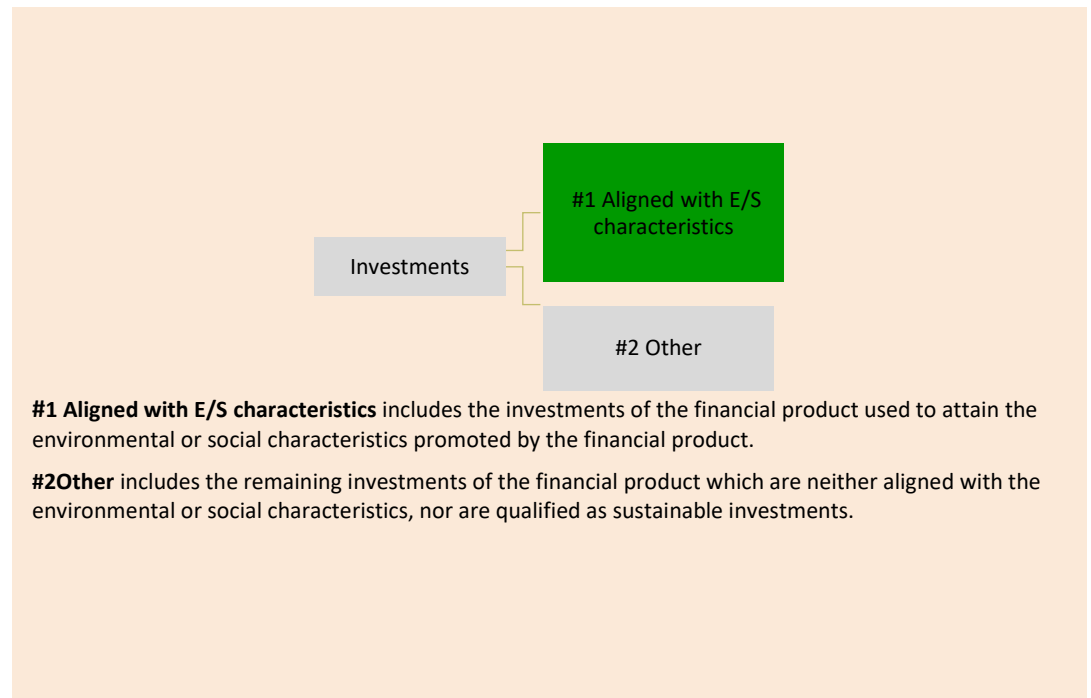 #1 Aligned with E/S
characteristics
Investments
#2 Other
#1 Aligned with E/S characteristics includes the investments of the financial product used to attain the
environmental or social characteristics promoted by the financial product.
#2Other includes the remaining investments of the financial product which are neither aligned with the
environmental or social characteristics, nor are qualified as sustainable investments.